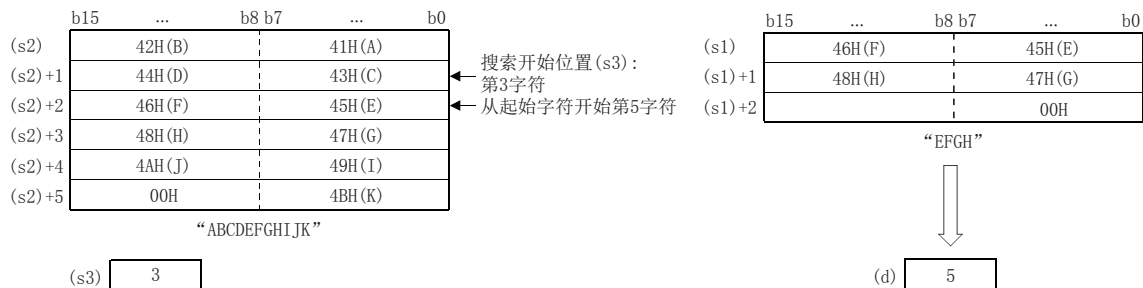 b15 ... b8 b7 ... b0
(s2) 42H(B) 41H(A)
(s2)+1 44H(D) 43H(C)
(s2)+2 46H(F) 45H(E)
(s2)+3 48H(H) 47H(G)
(s2)+4 4AH(J) 49H(I)
(s2)+5 00H 4BH(K)
“ABCDEFGHIJK”
搜索开始位置(s3):
第3字符
从起始字符开始第5字符
(s3) 3
b15 ... b8 b7 ... b0
(s1) 46H(F) 45H(E)
(s1)+1 48H(H) 47H(G)
(s1)+2 00H
“EFGH”
(d) 5